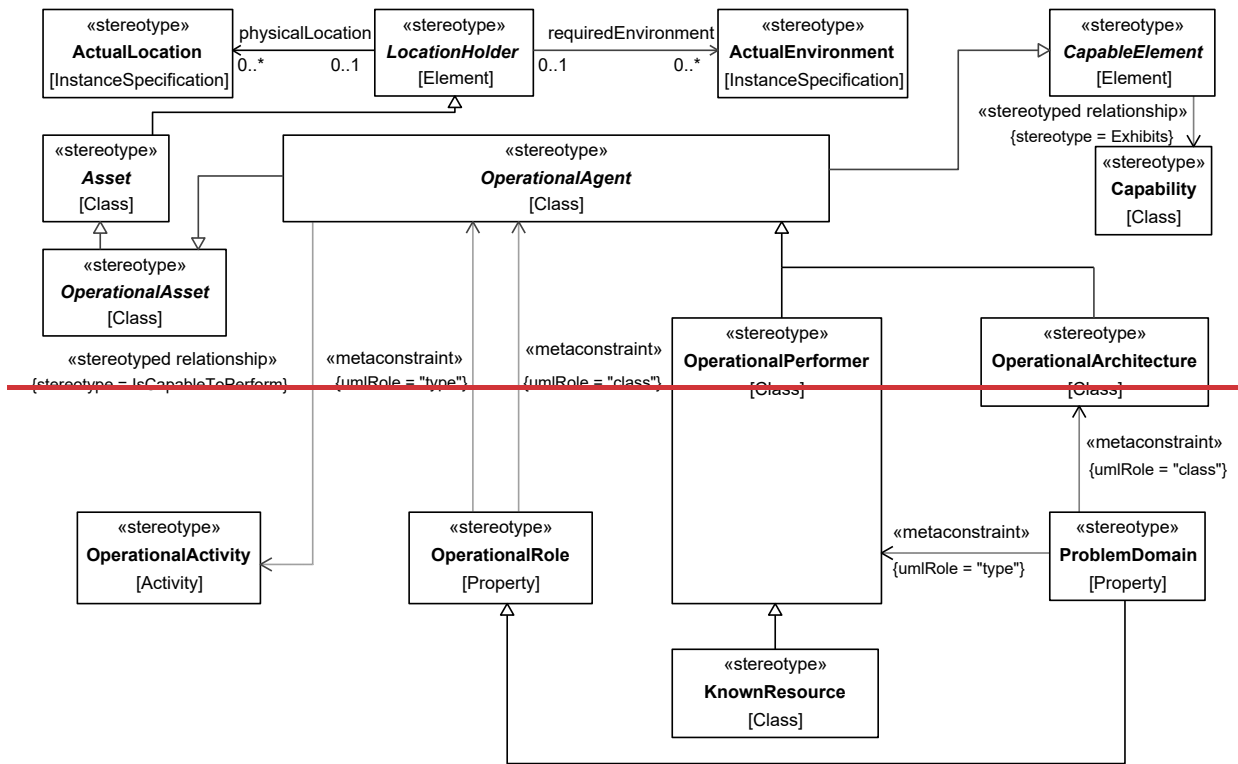 «stereotype»
ActualLocation
[InstanceSpecification]
physicalLocation
0..*
0..1
«stereotype»
LocationHolder
[Element]
requiredEnvironment
0..1
0..*
«stereotype»
ActualEnvironment
[InstanceSpecification]
«stereotype»
CapableElement
[Element]
«stereotyped relationship»
{stereotype = Exhibits}
«stereotype»
Capability
[Class]
«stereotype»
Asset
[Class]
«stereotype»
OperationalAgent
[Class]
«stereotype»
OperationalAsset
[Class]
«stereotyped relationship»
{stereotype = IsCapableToPerform}
«metaconstraint»
{umlRole = "type"}
«metaconstraint»
{umlRole = "class"}
«stereotype»
OperationalPerformer
[Class]
«stereotype»
OperationalArchitecture
[Class]
«metaconstraint»
{umlRole = "class"}
«stereotype»
OperationalActivity
[Activity]
«stereotype»
OperationalRole
[Property]
«metaconstraint»
{umlRole = "type"}
«stereotype»
ProblemDomain
[Property]
«stereotype»
KnownResource
[Class]